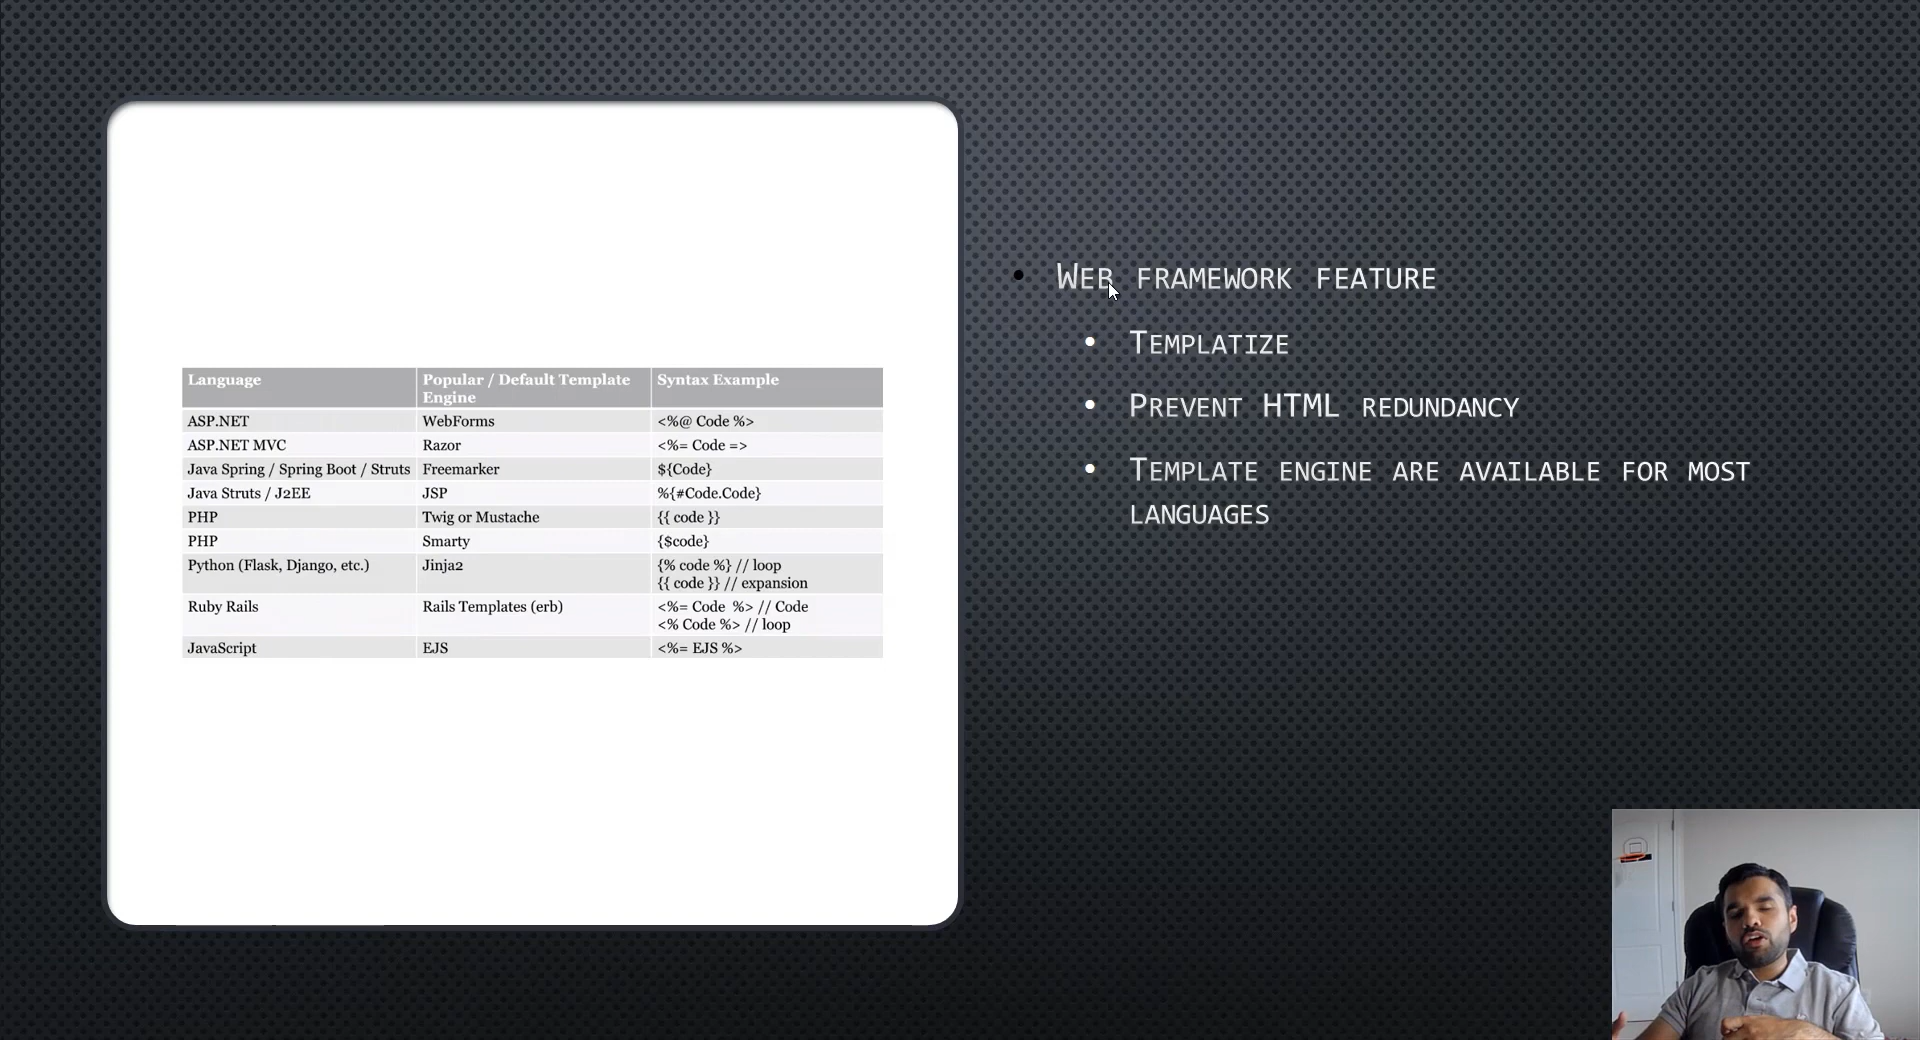 Language Popular / Default Template Engine Syntax Example
ASP.NET WebForms <%@ Code %>
ASP.NET MVC Razor <%= Code =>
Java Spring / Spring Boot / Struts Freemarker ${Code}
Java Struts / J2EE JSP %{#Code.Code}
PHP Twig or Mustache {{ code }}
PHP Smarty {$code}
Python (Flask, Django, etc.) Jinja2 {% code %} // loop
{{ code }} // expansion
Ruby Rails Rails Templates (erb) <%= Code %> // Code
<% Code %> // loop
JavaScript EJS <%= EJS %>
• Web framework feature
• Templatize
• Prevent HTML redundancy
• Template engine are available for most
languages